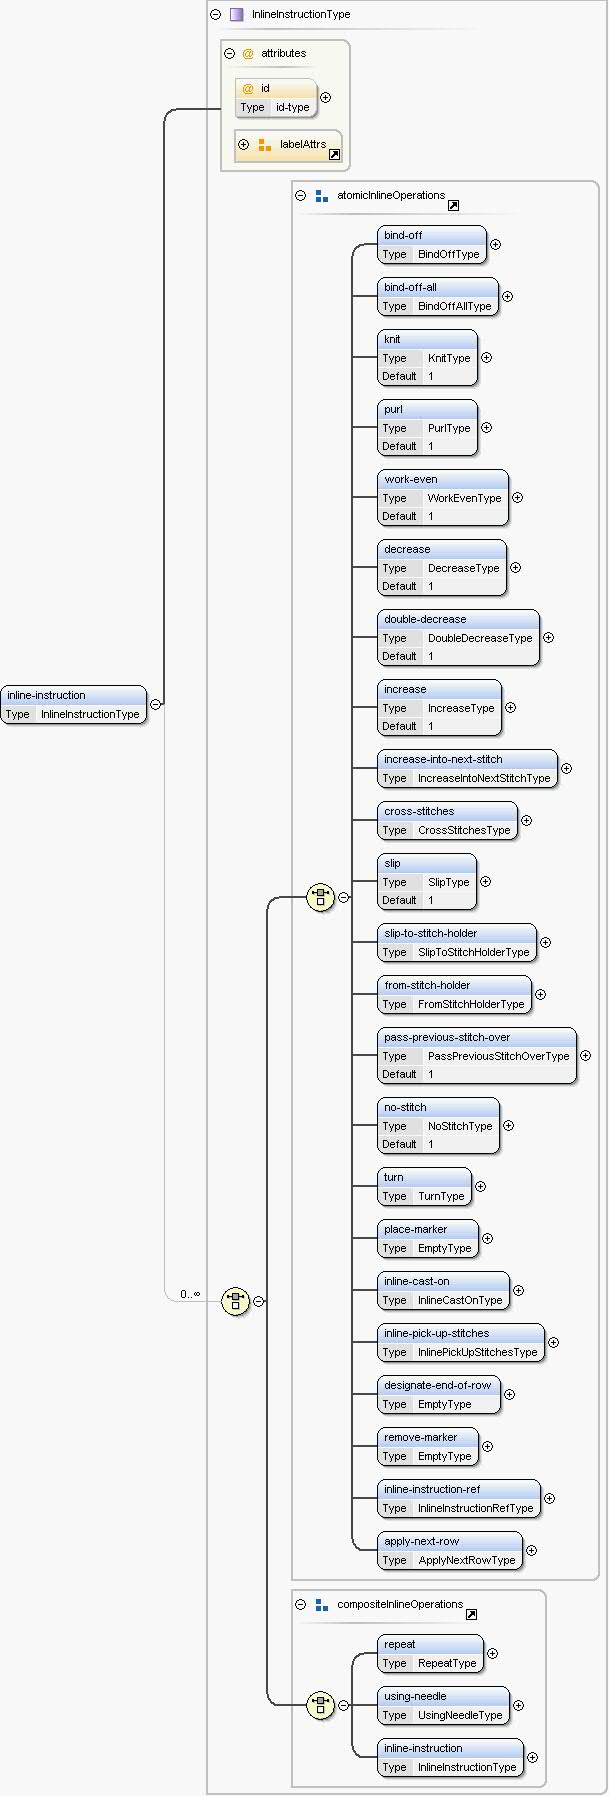 InlineInstructionType
@ attributes
@ id
Type id-type
labelAttrs
atomicInlineOperations
bind-off
Type BindOffType
bind-off-all
Type BindOffAllType
knit
Type KnitType
Default 1
purl
Type PurlType
Default 1
work-even
Type WorkEvenType
Default 1
decrease
Type DecreaseType
Default 1
double-decrease
Type DoubleDecreaseType
Default 1
inline-instruction
Type InlineInstructionType
increase
Type IncreaseType
Default 1
increase-into-next-stitch
Type IncreaseIntoNextStitchType
cross-stitches
Type CrossStitchesType
slip
Type SlipType
Default 1
slip-to-stitch-holder
Type SlipToStitchHolderType
from-stitch-holder
Type FromStitchHolderType
pass-previous-stitch-over
Type PassPreviousStitchOverType
Default 1
no-stitch
Type NoStitchType
Default 1
turn
Type TurnType
place-marker
Type EmptyType
0..∞
inline-cast-on
Type InlineCastOnType
inline-pick-up-stitches
Type InlinePickUpStitchesType
designate-end-of-row
Type EmptyType
remove-marker
Type EmptyType
inline-instruction-ref
Type InlineInstructionRefType
apply-next-row
Type ApplyNextRowType
compositeInlineOperations
repeat
Type RepeatType
using-needle
Type UsingNeedleType
inline-instruction
Type InlineInstructionType